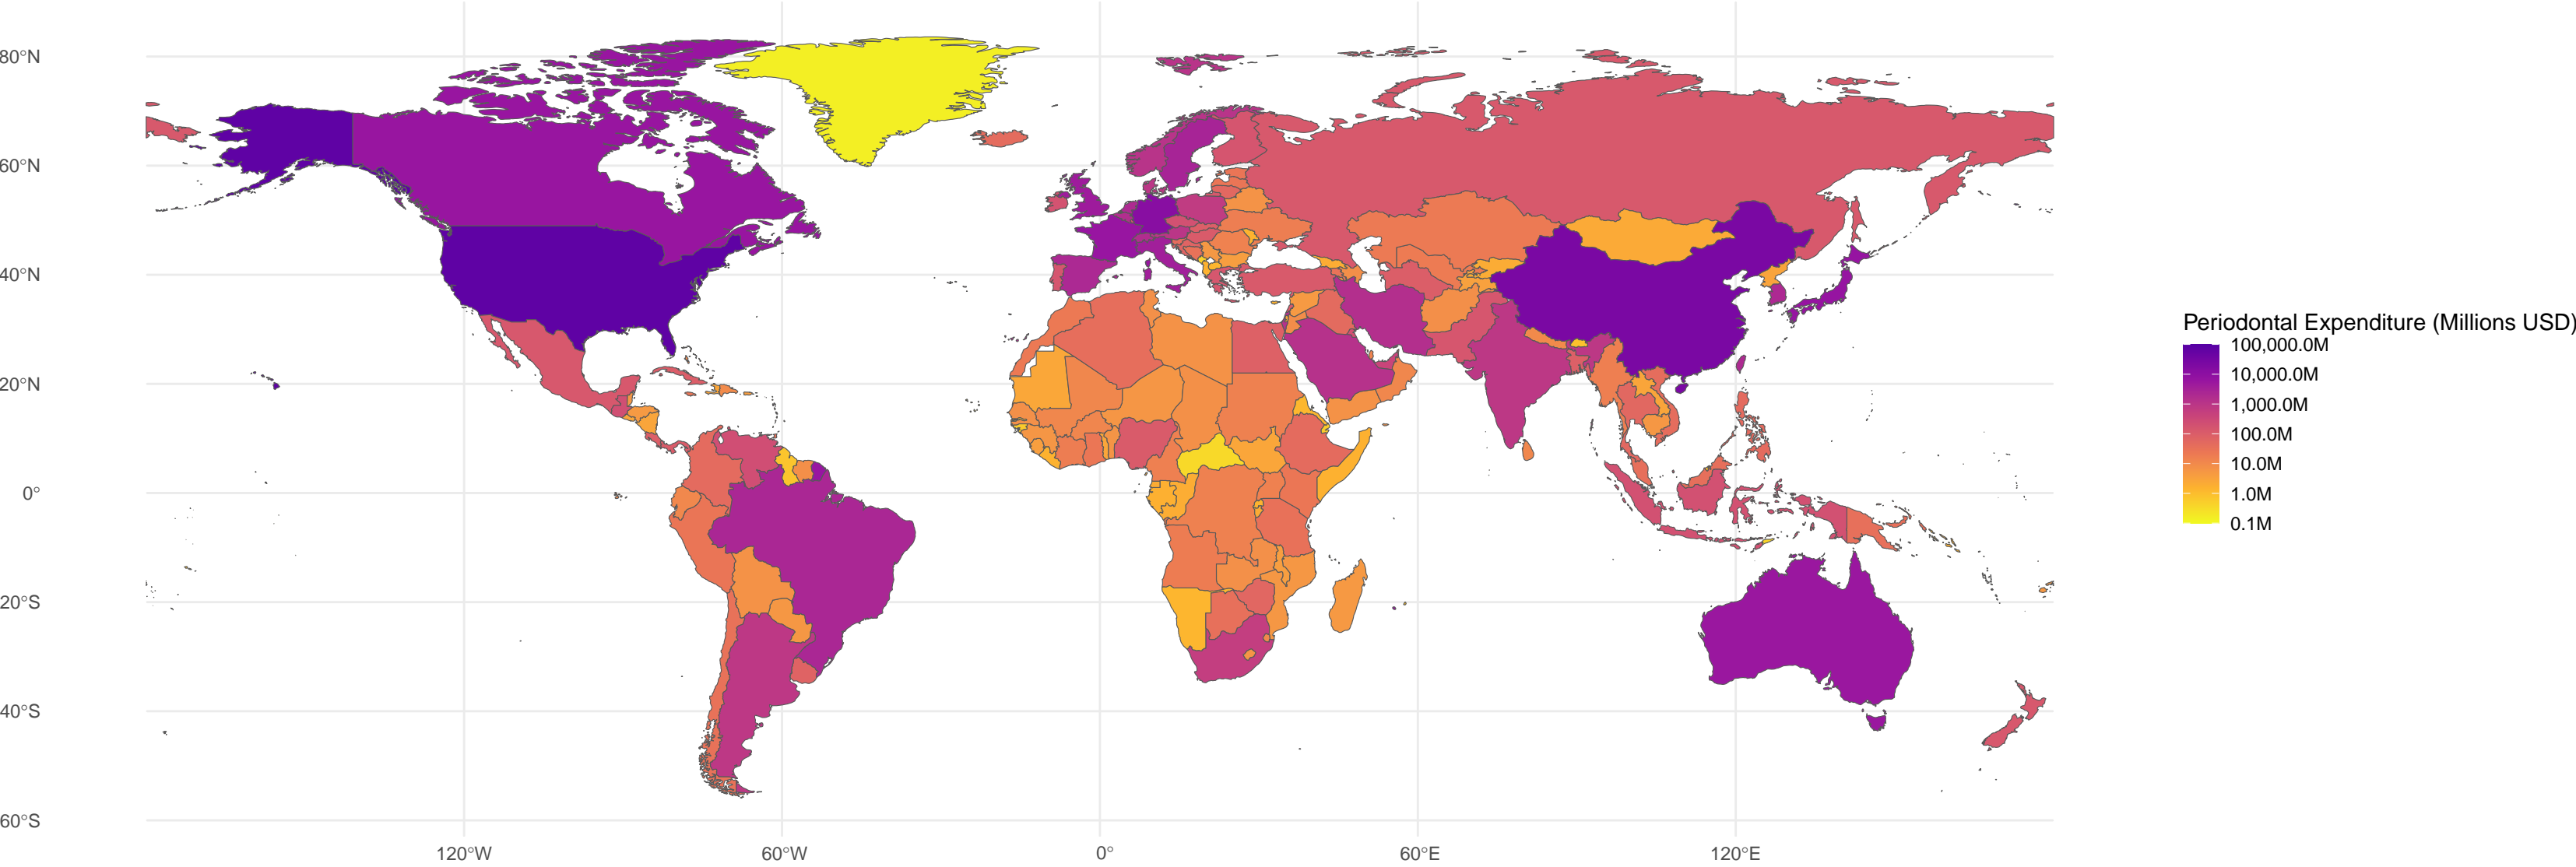 80°N
60°N
40°N
20°N
0°
20°S
40°S
60°S
120°W
60°W
0°
60°E
120°E
Periodontal Expenditure (Millions USD)
100,000.0M
10,000.0M
1,000.0M
100.0M
10.0M
1.0M
0.1M